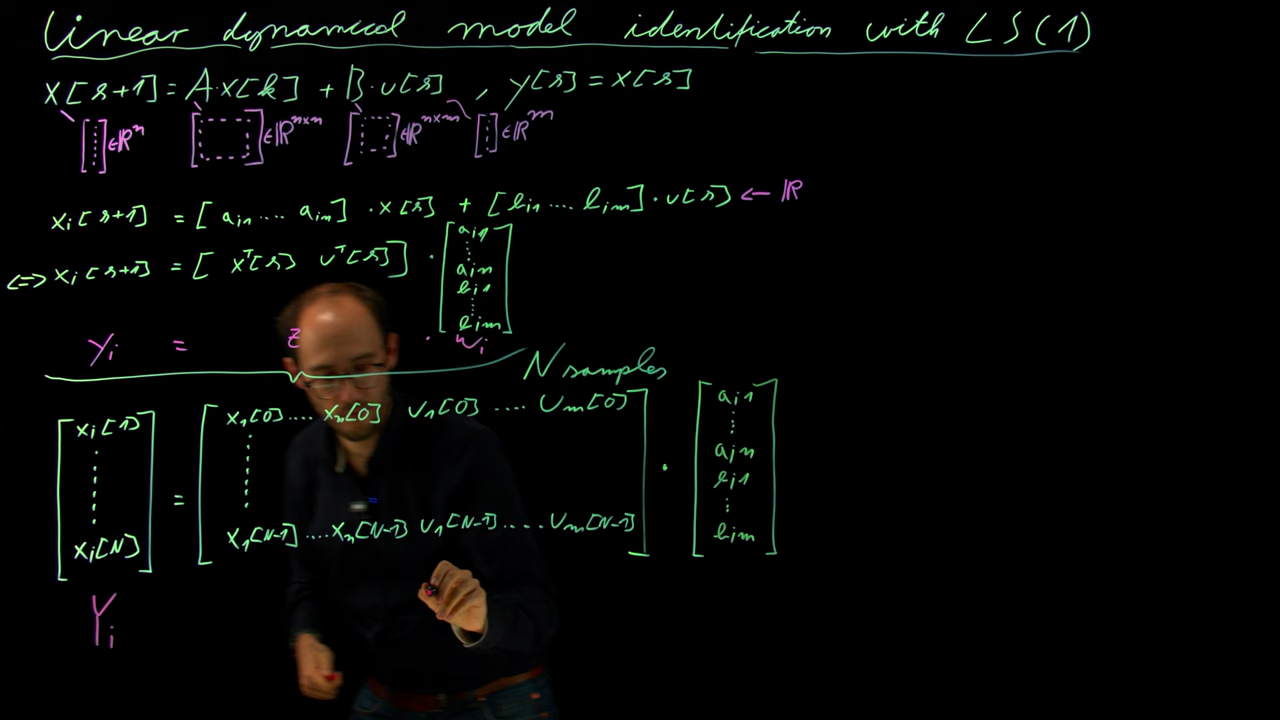 Linear dynamical model identification with LS(1)
x[k+1] = A·x[k] + B·u[k] , y[k] = x[k]
[ ] ∈ ℝⁿ [ ] ∈ ℝⁿˣⁿ [ ] ∈ ℝⁿˣᵐ [ ] ∈ ℝᵐ
xᵢ[k+1] = [ aᵢ₁ .... aᵢₙ ] · x[k] + [ bᵢ₁ .... bᵢₘ ] · u[k] ← ℝ
⇔ xᵢ[k+1] = [ xᵀ[k] uᵀ[k] ] · [ aᵢ₁ ⋮ aᵢₙ bᵢ₁ ⋮ bᵢₘ ]
yᵢ = z · wᵢ
N samples
[ xᵢ[1] ⋮ xᵢ[N] ] = [ x₁[0] .... xₙ[0] u₁[0] .... uₘ[0] ⋮ x₁[N-1] .... xₙ[N-1] u₁[N-1] .... uₘ[N-1] ] · [ aᵢ₁ ⋮ aᵢₙ bᵢ₁ ⋮ bᵢₘ ]
Yᵢ